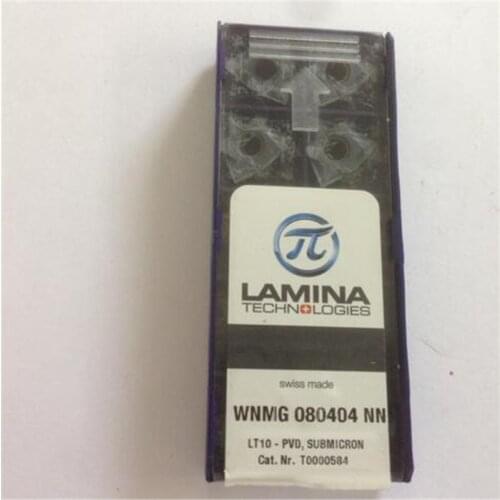 π
LAMINA
TECHNOLOGIES
swiss made
WNMG 080404 NN
LT10 - PVD, SUBMICRON
Cat. Nr. T0000584